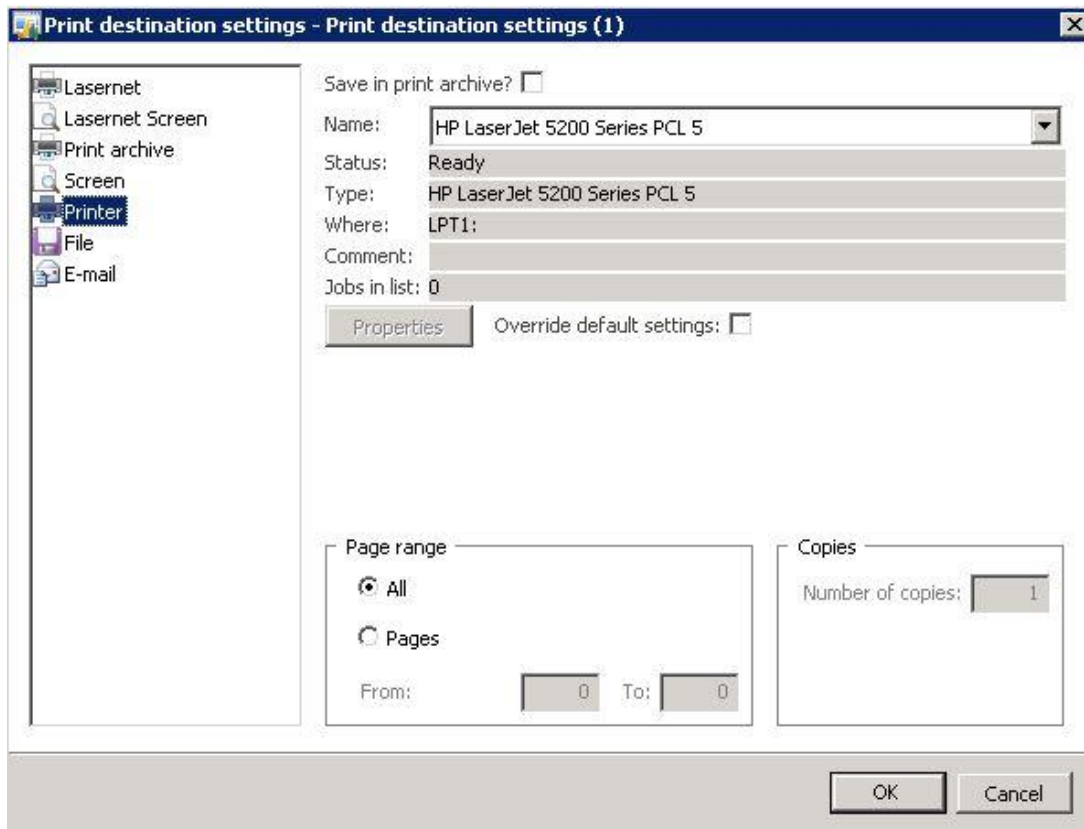 Print destination settings - Print destination settings (1)
Lasernet
Lasernet Screen
Print archive
Screen
Printer
File
E-mail
Save in print archive?
Name: HP LaserJet 5200 Series PCL 5
Status: Ready
Type: HP LaserJet 5200 Series PCL 5
Where: LPT1:
Comment:
Jobs in list: 0
Properties Override default settings:
Page range
All
Pages
From: 0 To: 0
Copies
Number of copies: 1
OK Cancel